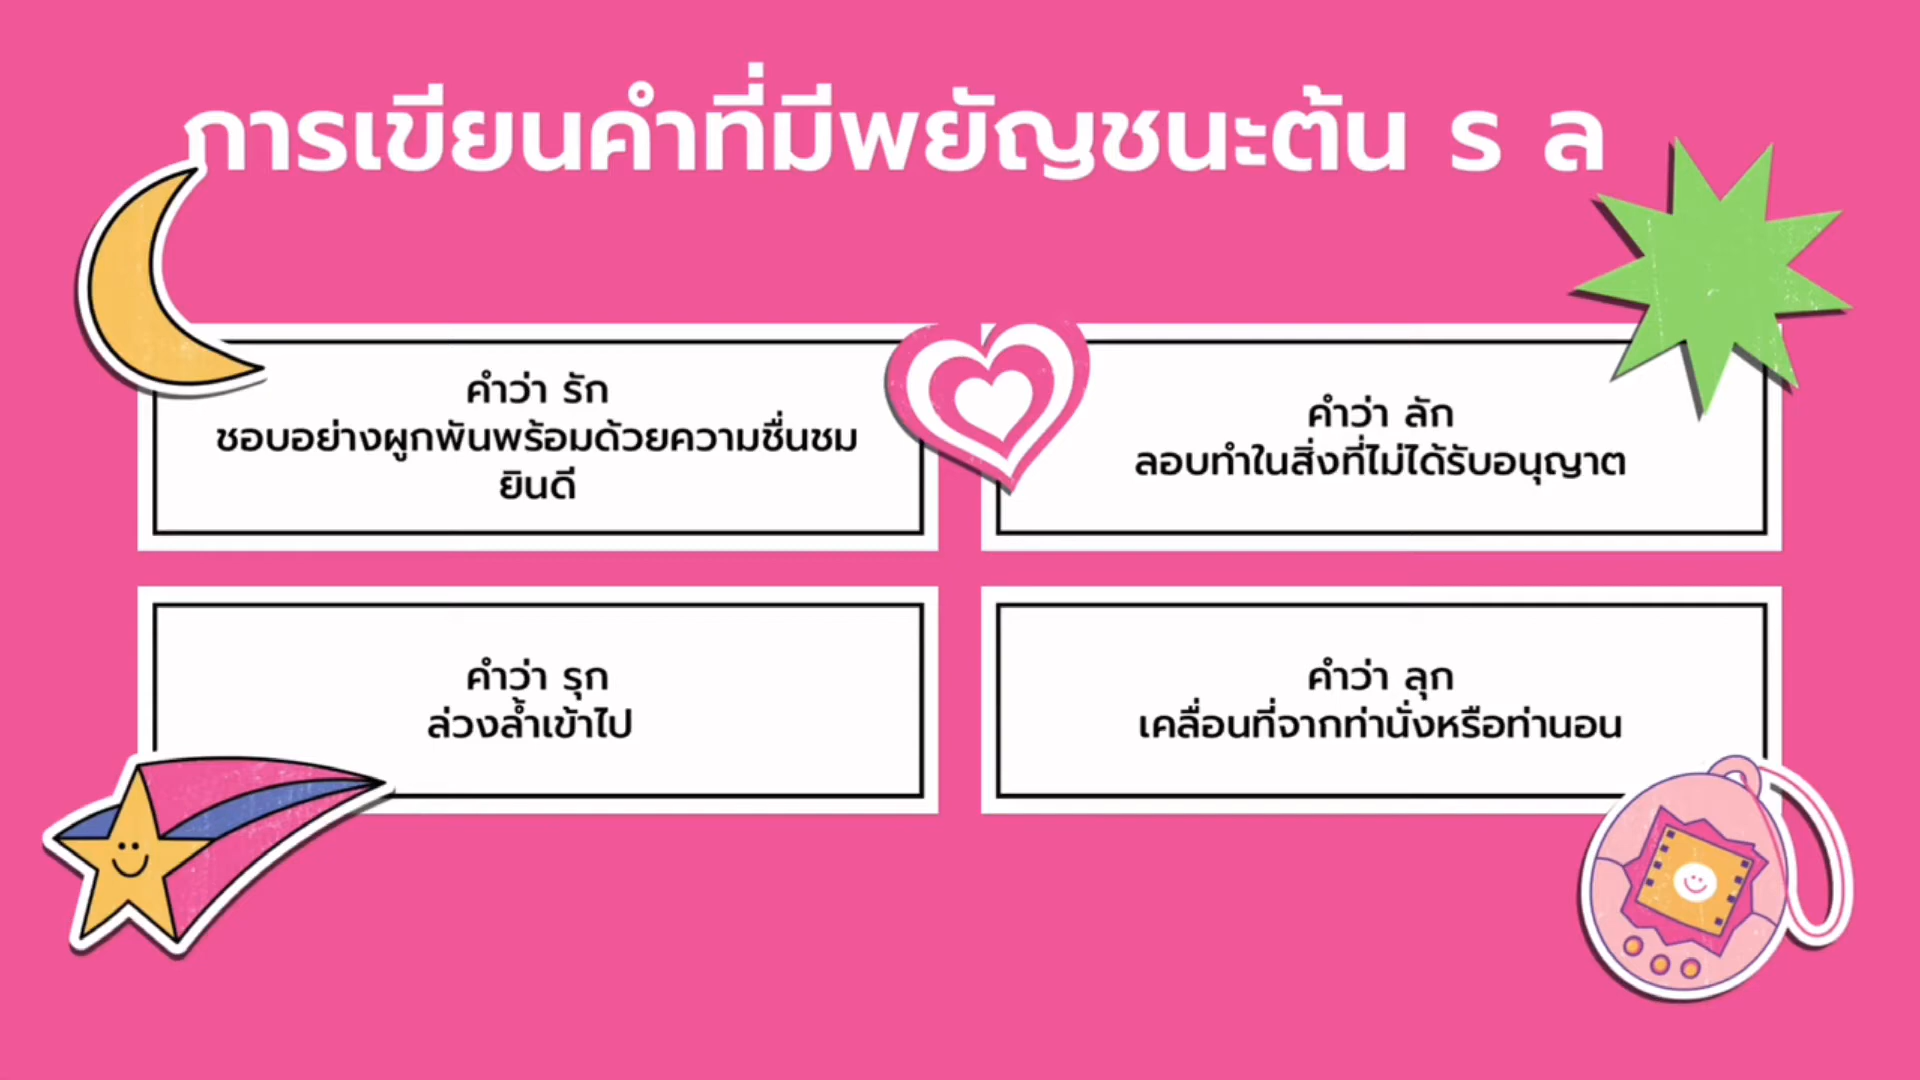 การเขียนคำที่มีพยัญชนะต้น ร ล
คำว่า รัก
ชอบอย่างผูกพันพร้อมด้วยความชื่นชม
ยินดี
คำว่า ลัก
ลอบทำในสิ่งที่ไม่ได้รับอนุญาต
คำว่า รุก
ล่วงล้ำเข้าไป
คำว่า ลุก
เคลื่อนที่จากท่านั่งหรือท่านอน